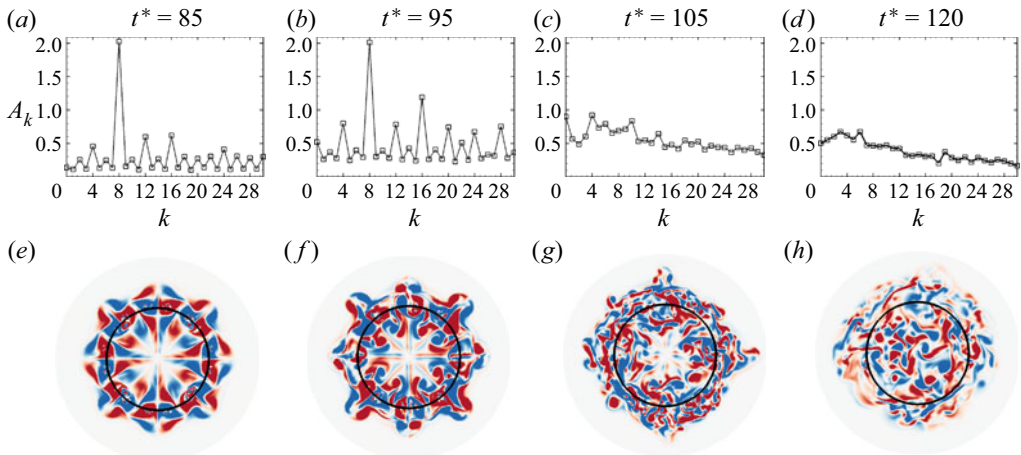 (a) t* = 85 (b) t* = 95 (c) t* = 105 (d) t* = 120
2.0 2.0 2.0 2.0
1.5 1.5 1.5 1.5
A_k 1.0 1.0 1.0 1.0
0.5 0.5 0.5 0.5
0 4 8 12 16 20 24 28 0 4 8 12 16 20 24 28 0 4 8 12 16 20 24 28 0 4 8 12 16 20 24 28
k k k k
(e) (f) (g) (h)